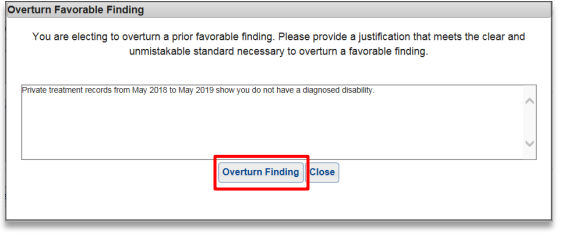 Overturn Favorable Finding
You are electing to overturn a prior favorable finding. Please provide a justification that meets the clear and
unmistakable standard necessary to overturn a favorable finding.
Private treatment records from May 2018 to May 2019 show you do not have a diagnosed disability.
Overturn Finding Close